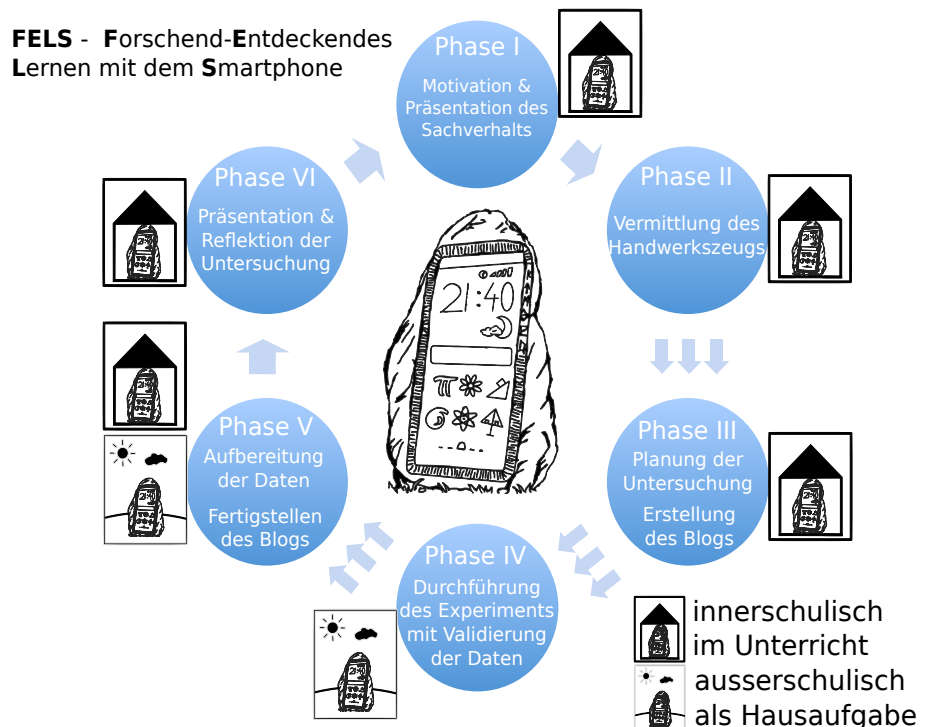 FELS - Forschend-Entdeckendes
Lernen mit dem Smartphone
Phase I
Motivation &
Präsentation des
Sachverhalts
Phase II
Vermittlung des
Handwerkszeugs
Phase III
Planung der
Untersuchung
Erstellung
des Blogs
Phase IV
Durchführung
des Experiments
mit Validierung
der Daten
Phase V
Aufbereitung
der Daten
Fertigstellen
des Blogs
Phase VI
Präsentation &
Reflektion der
Untersuchung
21:40
innerschulisch
im Unterricht
ausserschulisch
als Hausaufgabe